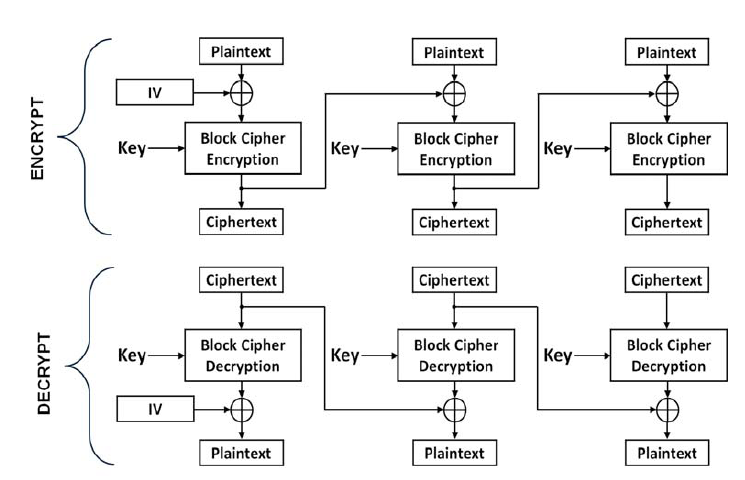 ENCRYPT
Plaintext
Plaintext
Plaintext
IV
Key
Block Cipher
Encryption
Key
Block Cipher
Encryption
Key
Block Cipher
Encryption
Ciphertext
Ciphertext
Ciphertext
DECRYPT
Ciphertext
Ciphertext
Ciphertext
Key
Block Cipher
Decryption
Key
Block Cipher
Decryption
Key
Block Cipher
Decryption
IV
Plaintext
Plaintext
Plaintext